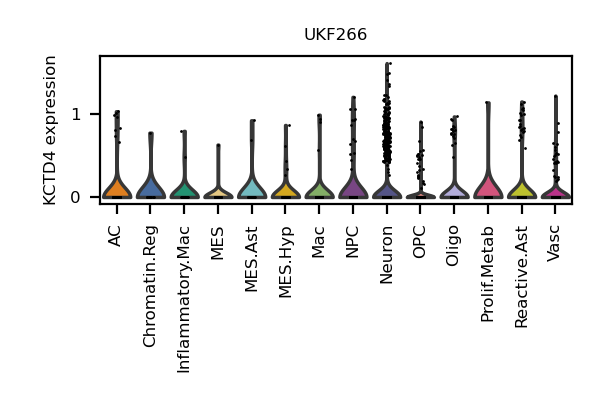 UKF266
KCTD4 expression
1
0
AC
Chromatin.Reg
Inflammatory.Mac
MES
MES.Ast
MES.Hyp
Mac
NPC
Neuron
OPC
Oligo
Prolif.Metab
Reactive.Ast
Vasc